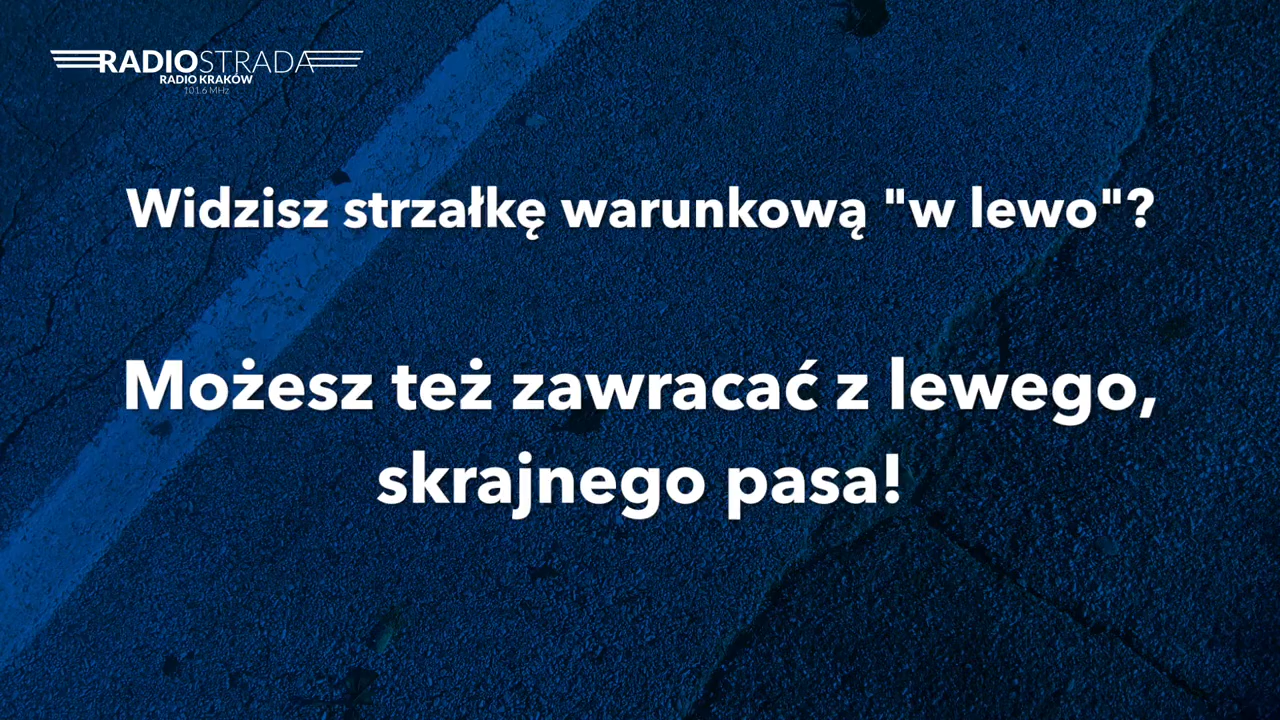 RADIOSTRADA
RADIO KRAKÓW
101.6 MHz
Widzisz strzałkę warunkową "w lewo"?
Możesz też zawracać z lewego,
skrajnego pasa!